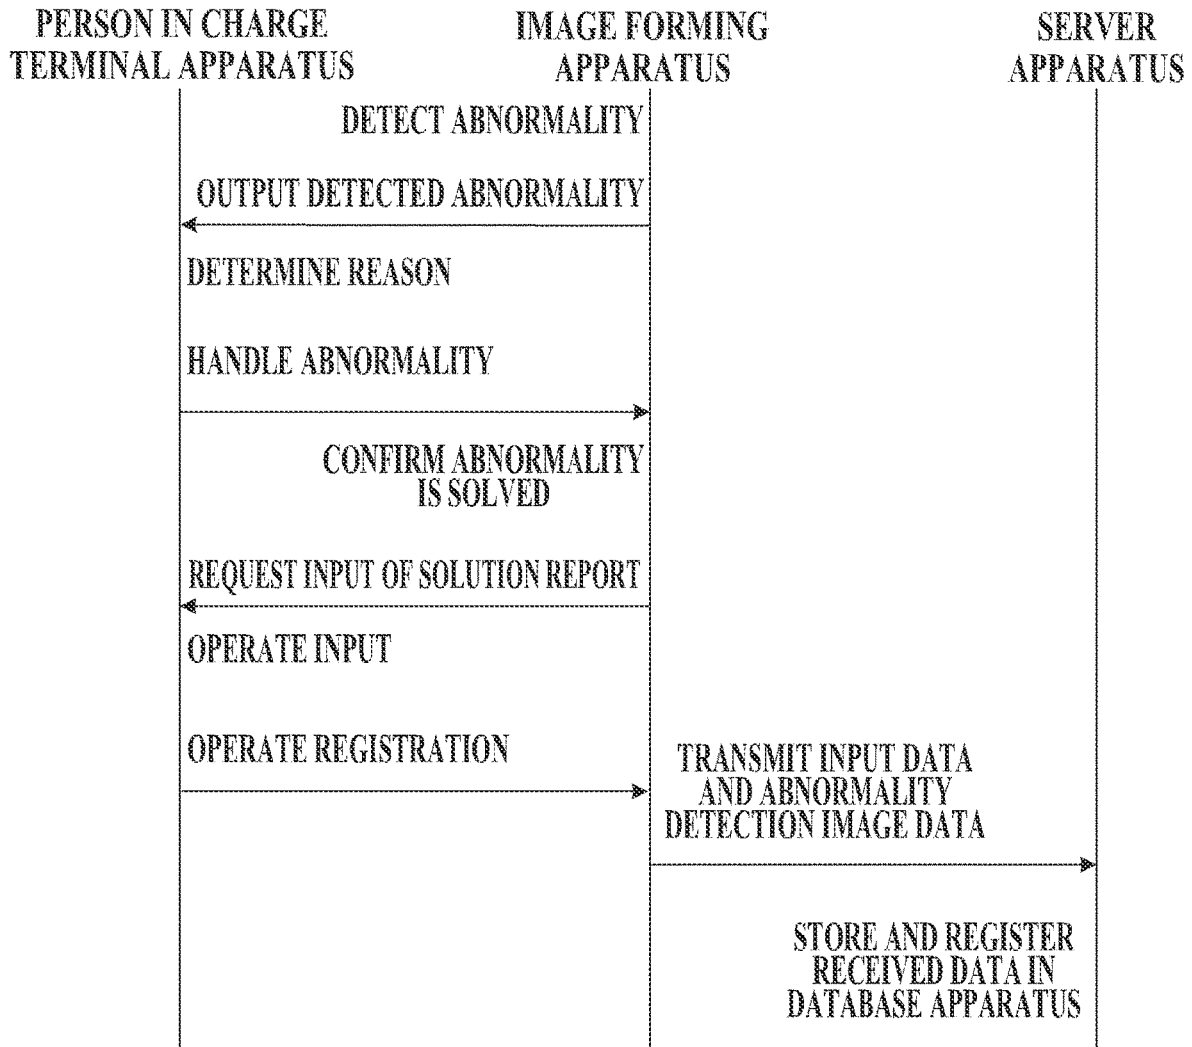 PERSON IN CHARGE
TERMINAL APPARATUS
IMAGE FORMING
APPARATUS
SERVER
APPARATUS
DETECT ABNORMALITY
OUTPUT DETECTED ABNORMALITY
DETERMINE REASON
HANDLE ABNORMALITY
CONFIRM ABNORMALITY
IS SOLVED
REQUEST INPUT OF SOLUTION REPORT
OPERATE INPUT
OPERATE REGISTRATION
TRANSMIT INPUT DATA
AND ABNORMALITY
DETECTION IMAGE DATA
STORE AND REGISTER
RECEIVED DATA IN
DATABASE APPARATUS